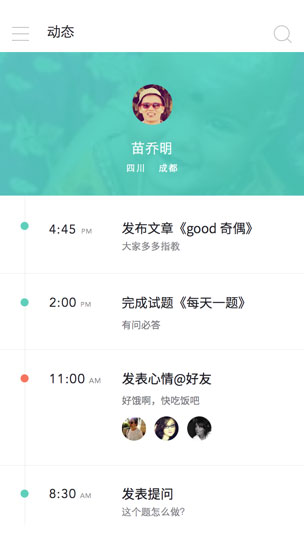 动态
苗乔明
四川 成都
4:45 PM 发布文章《good 奇偶》
大家多多指教
2:00 PM 完成试题《每天一题》
有问必答
11:00 AM 发表心情@好友
好饿啊，快吃饭吧
8:30 AM 发表提问
这个题怎么做?